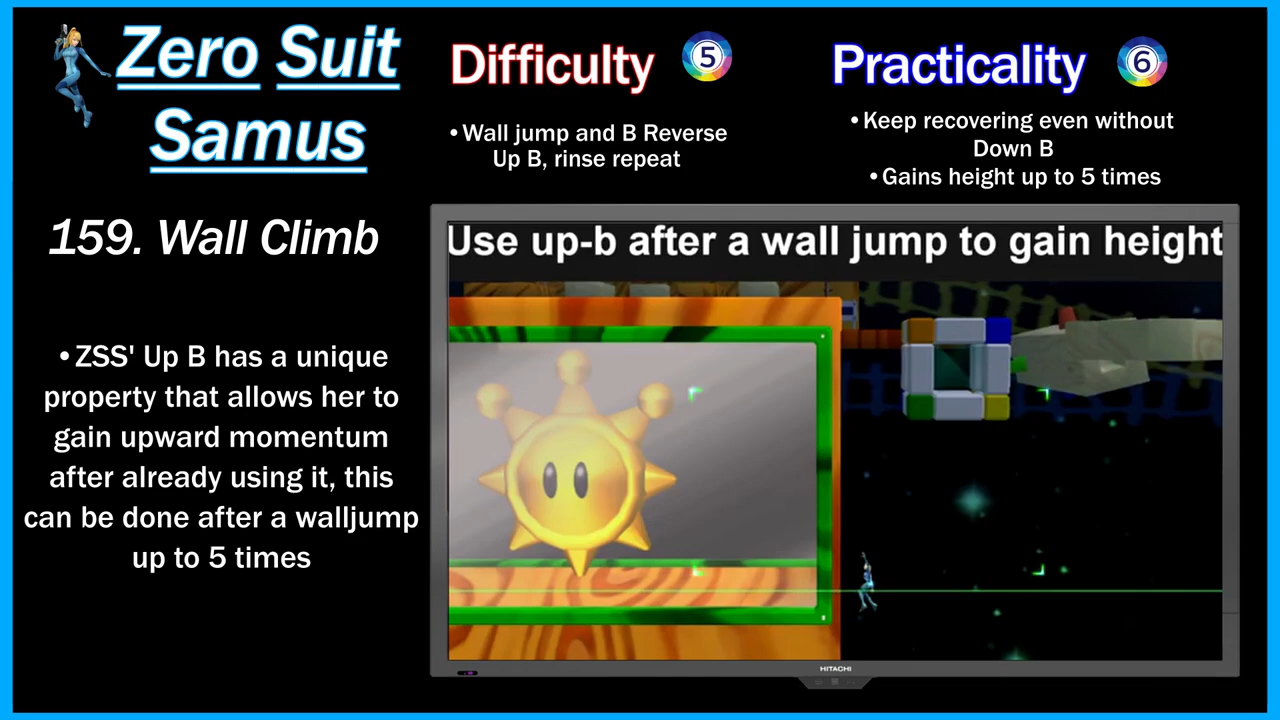 Zero Suit
Samus
Difficulty 5
•Wall jump and B Reverse
Up B, rinse repeat
Practicality 6
•Keep recovering even without
Down B
•Gains height up to 5 times
159. Wall Climb
•ZSS' Up B has a unique
property that allows her to
gain upward momentum
after already using it, this
can be done after a walljump
up to 5 times
Use up-b after a wall jump to gain height
HITACHI